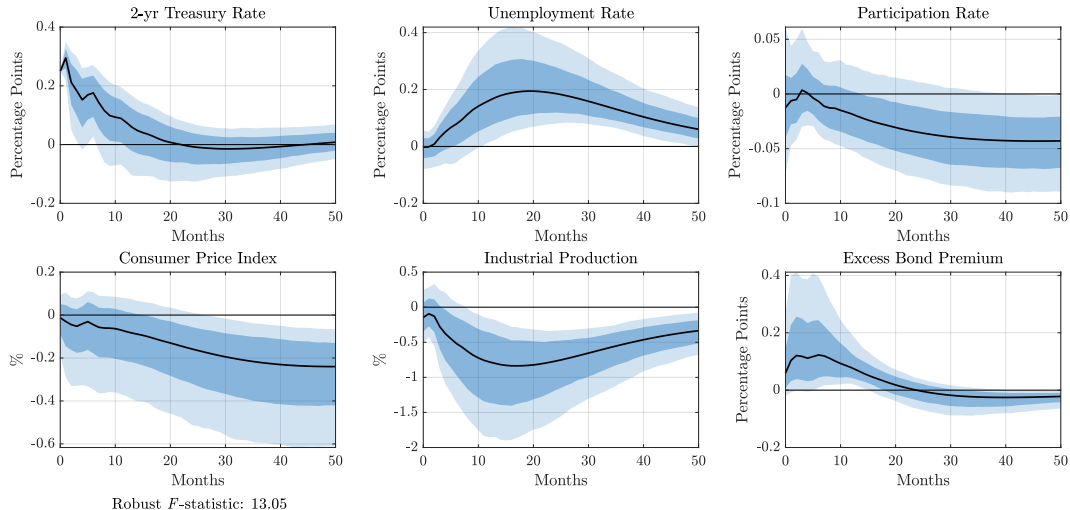 2-yr Treasury Rate
Percentage Points
0.4
0.2
0
-0.2
0 10 20 30 40 50
Months
Unemployment Rate
Percentage Points
0.4
0.2
0
-0.2
0 10 20 30 40 50
Months
Participation Rate
Percentage Points
0.05
0
-0.05
-0.1
0 10 20 30 40 50
Months
Consumer Price Index
%
0.2
0
-0.2
-0.4
-0.6
0 10 20 30 40 50
Months
Industrial Production
%
0.5
0
-0.5
-1
-1.5
-2
0 10 20 30 40 50
Months
Excess Bond Premium
Percentage Points
0.4
0.2
0
-0.2
0 10 20 30 40 50
Months
Robust F-statistic: 13.05